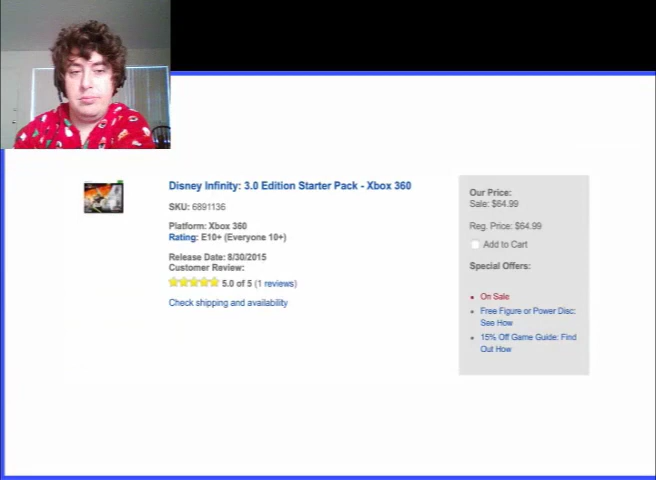 Disney Infinity: 3.0 Edition Starter Pack - Xbox 360
SKU: 6891136
Platform: Xbox 360
Rating: E10+ (Everyone 10+)
Release Date: 8/30/2015
Customer Review:
5.0 of 5 (1 reviews)
Check shipping and availability
Our Price:
Sale: $64.99
Reg. Price: $64.99
Add to Cart
Special Offers:
On Sale
Free Figure or Power Disc:
See How
15% Off Game Guide: Find
Out How